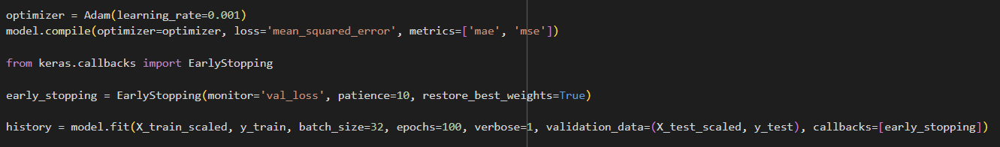 optimizer = Adam(learning_rate=0.001)
model.compile(optimizer=optimizer, loss='mean_squared_error', metrics=['mae', 'mse'])
from keras.callbacks import EarlyStopping
early_stopping = EarlyStopping(monitor='val_loss', patience=10, restore_best_weights=True)
history = model.fit(X_train_scaled, y_train, batch_size=32, epochs=100, verbose=1, validation_data=(X_test_scaled, y_test), callbacks=[early_stopping])